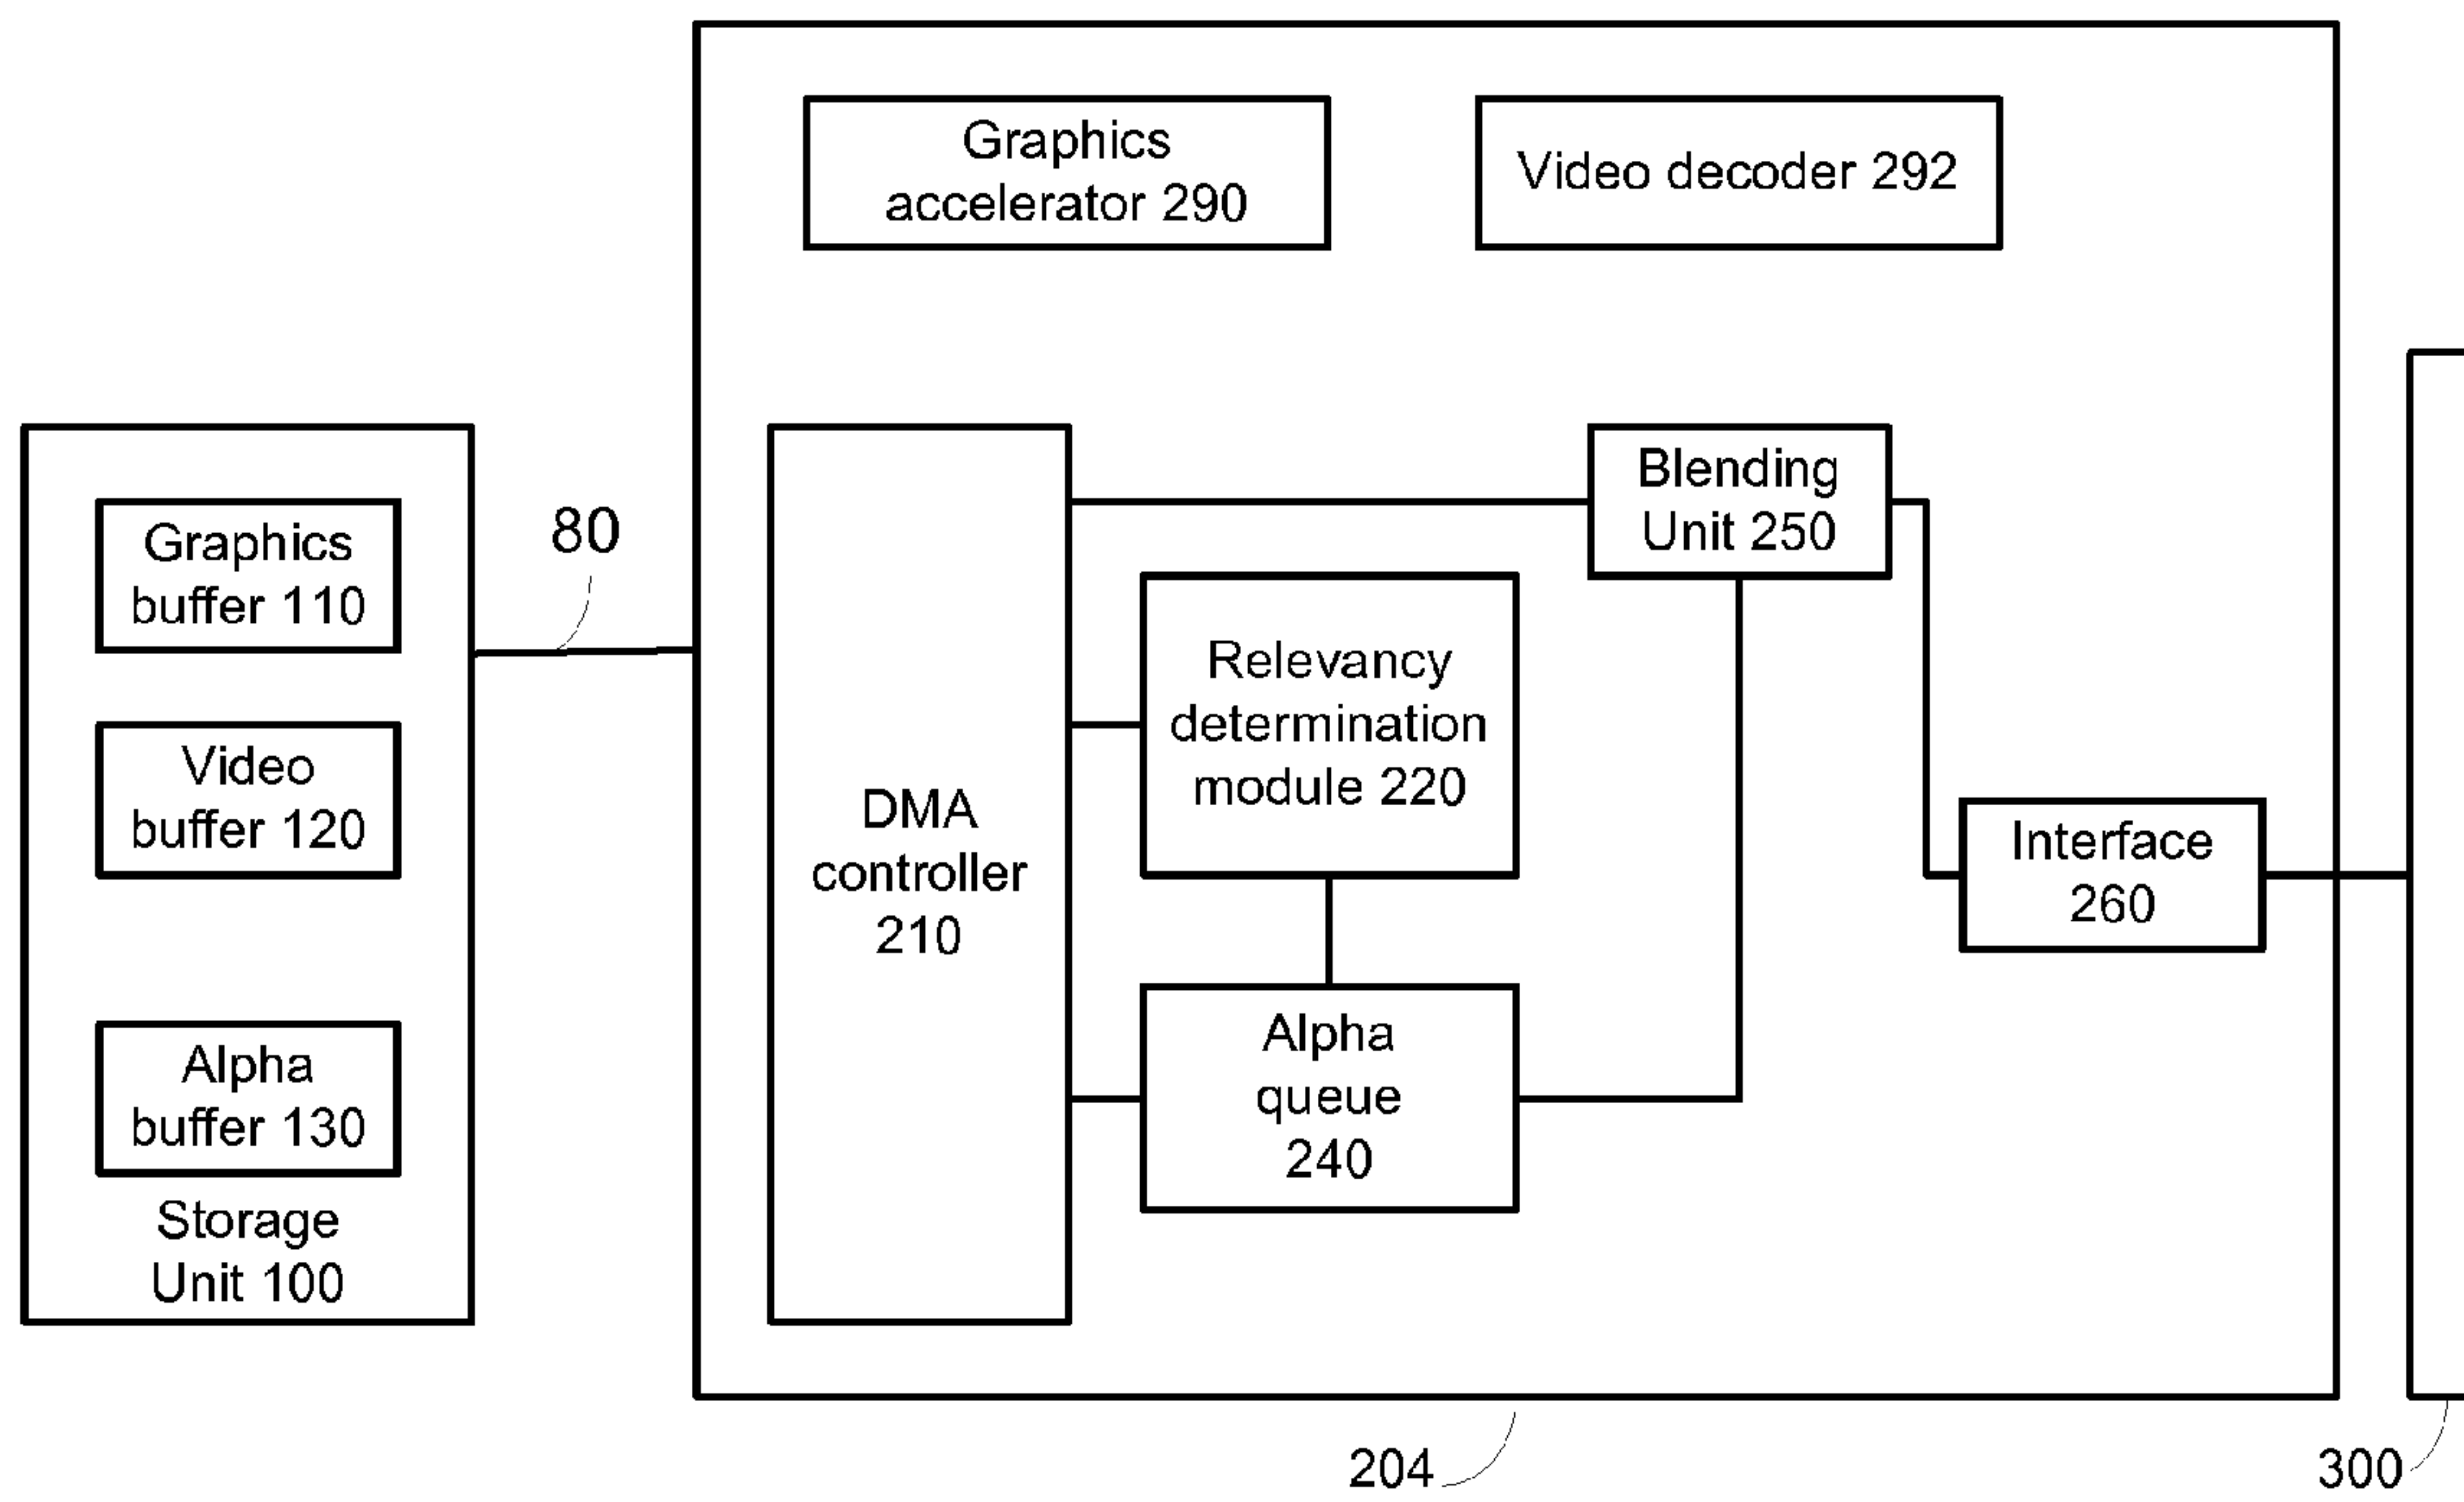 Graphics
accelerator 290
Video decoder 292
Graphics
buffer 110
Video
buffer 120
Alpha
buffer 130
Storage
Unit 100
80
DMA
controller
210
Blending
Unit 250
Relevancy
determination
module 220
Alpha
queue
240
Interface
260
204
300